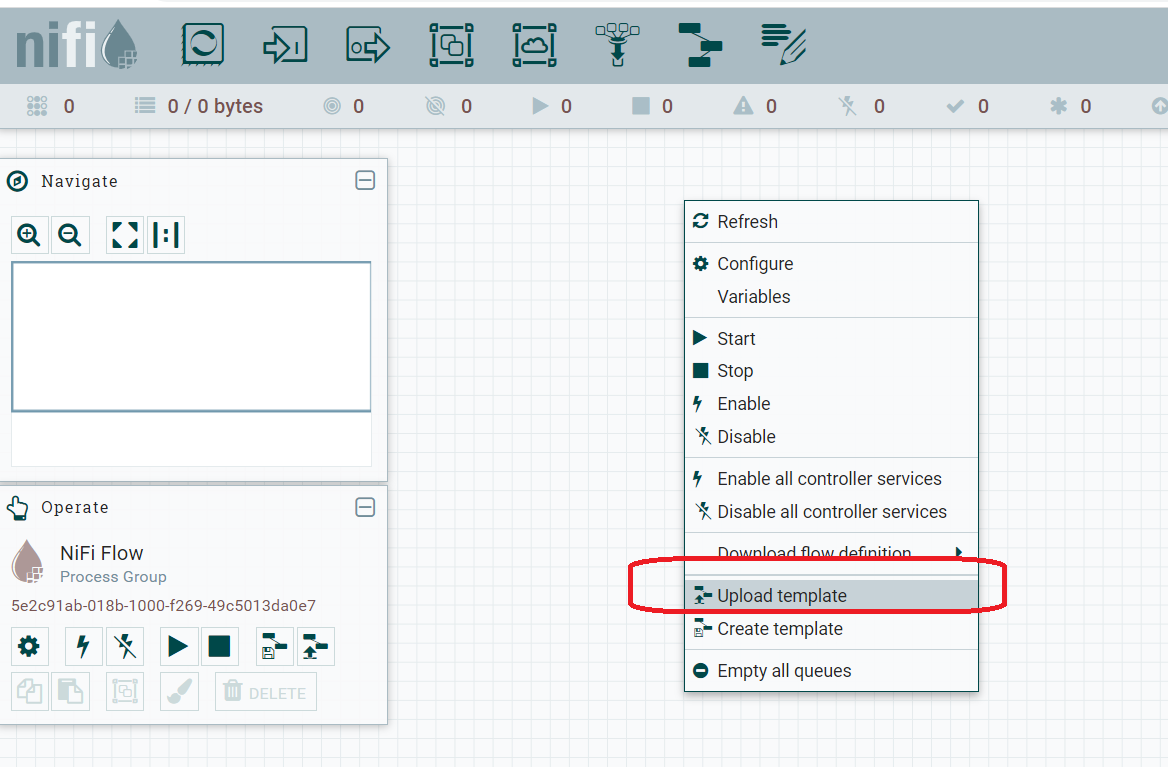 nifi
0 0 / 0 bytes 0 0 0 0 0 0 0 0
Navigate
Refresh
Configure
Variables
Start
Stop
Enable
Disable
Enable all controller services
Disable all controller services
Download flow definition
Upload template
Create template
Empty all queues
Operate
NiFi Flow
Process Group
5e2c91ab-018b-1000-f269-49c5013da0e7
DELETE